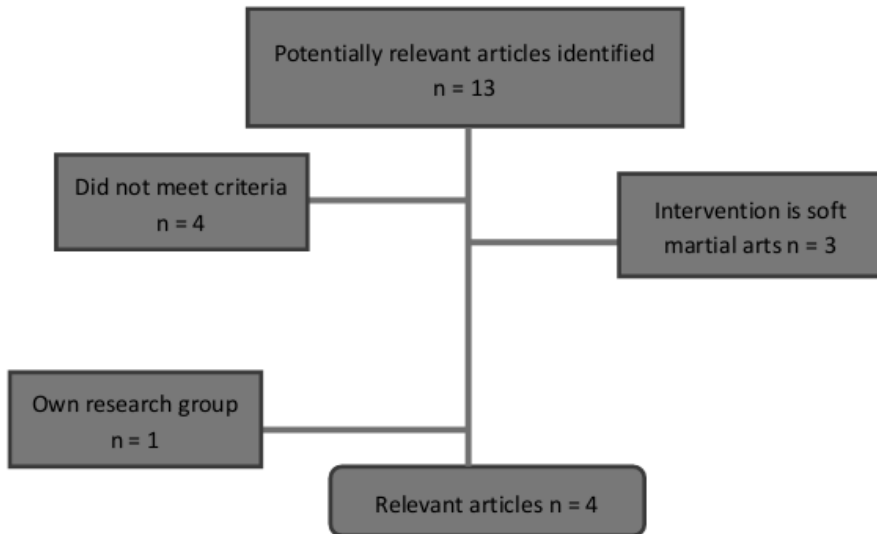 Potentially relevant articles identified
n = 13
Did not meet criteria
n = 4
Intervention is soft
martial arts n = 3
Own research group
n = 1
Relevant articles n = 4